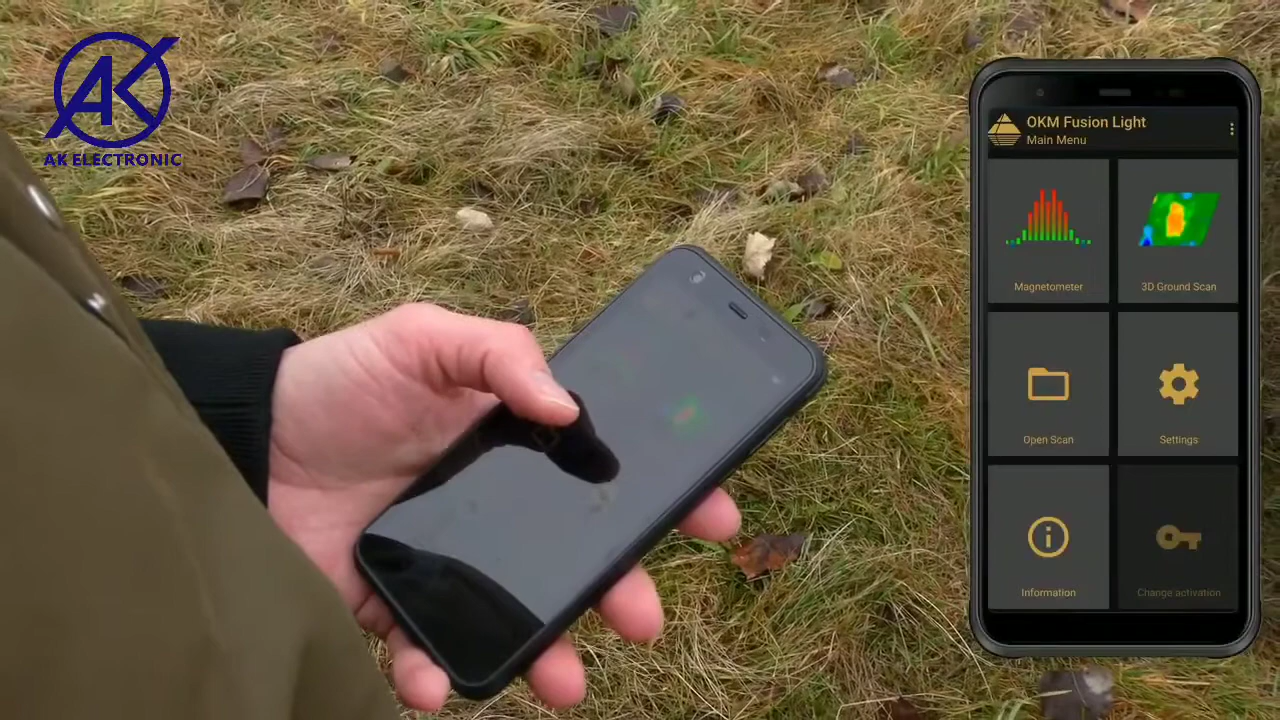 AK
AK ELECTRONIC
OKM Fusion Light
Main Menu
Magnetometer
3D Ground Scan
Open Scan
Settings
Information
Change activation